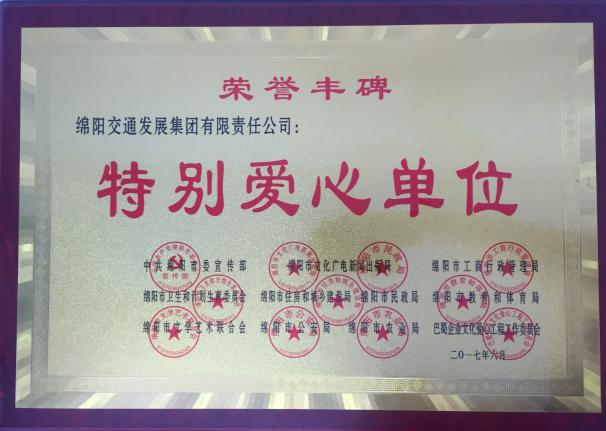 荣誉丰碑
绵阳交通发展集团有限责任公司：
特别爱心单位
中共绵阳市委宣传部 绵阳市文化广电新闻出版局 绵阳市工商行政管理局
绵阳市卫生和计划生育委员会 绵阳市住房和城乡建设局 绵阳市民政局 绵阳市教育和体育局
绵阳市文学艺术联合会 绵阳市公安局 绵阳市农业局 巴蜀企业文化爱心工程工作委员会
二〇一七年六月